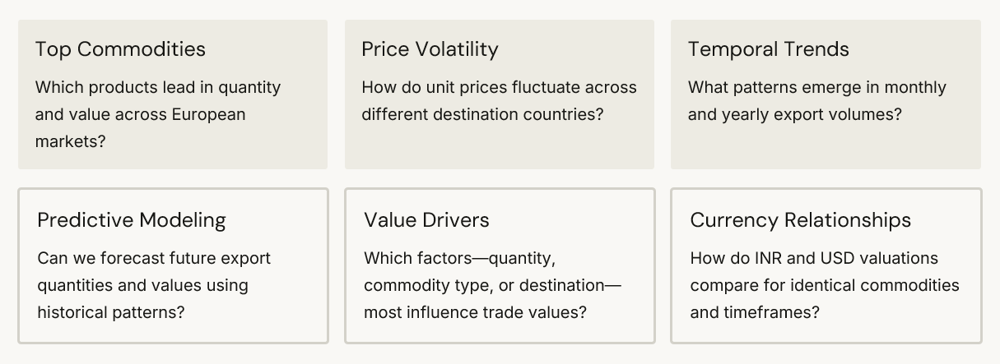 Top Commodities
Which products lead in quantity
and value across European
markets?
Price Volatility
How do unit prices fluctuate across
different destination countries?
Temporal Trends
What patterns emerge in monthly
and yearly export volumes?
Predictive Modeling
Can we forecast future export
quantities and values using
historical patterns?
Value Drivers
Which factors—quantity,
commodity type, or destination—
most influence trade values?
Currency Relationships
How do INR and USD valuations
compare for identical commodities
and timeframes?